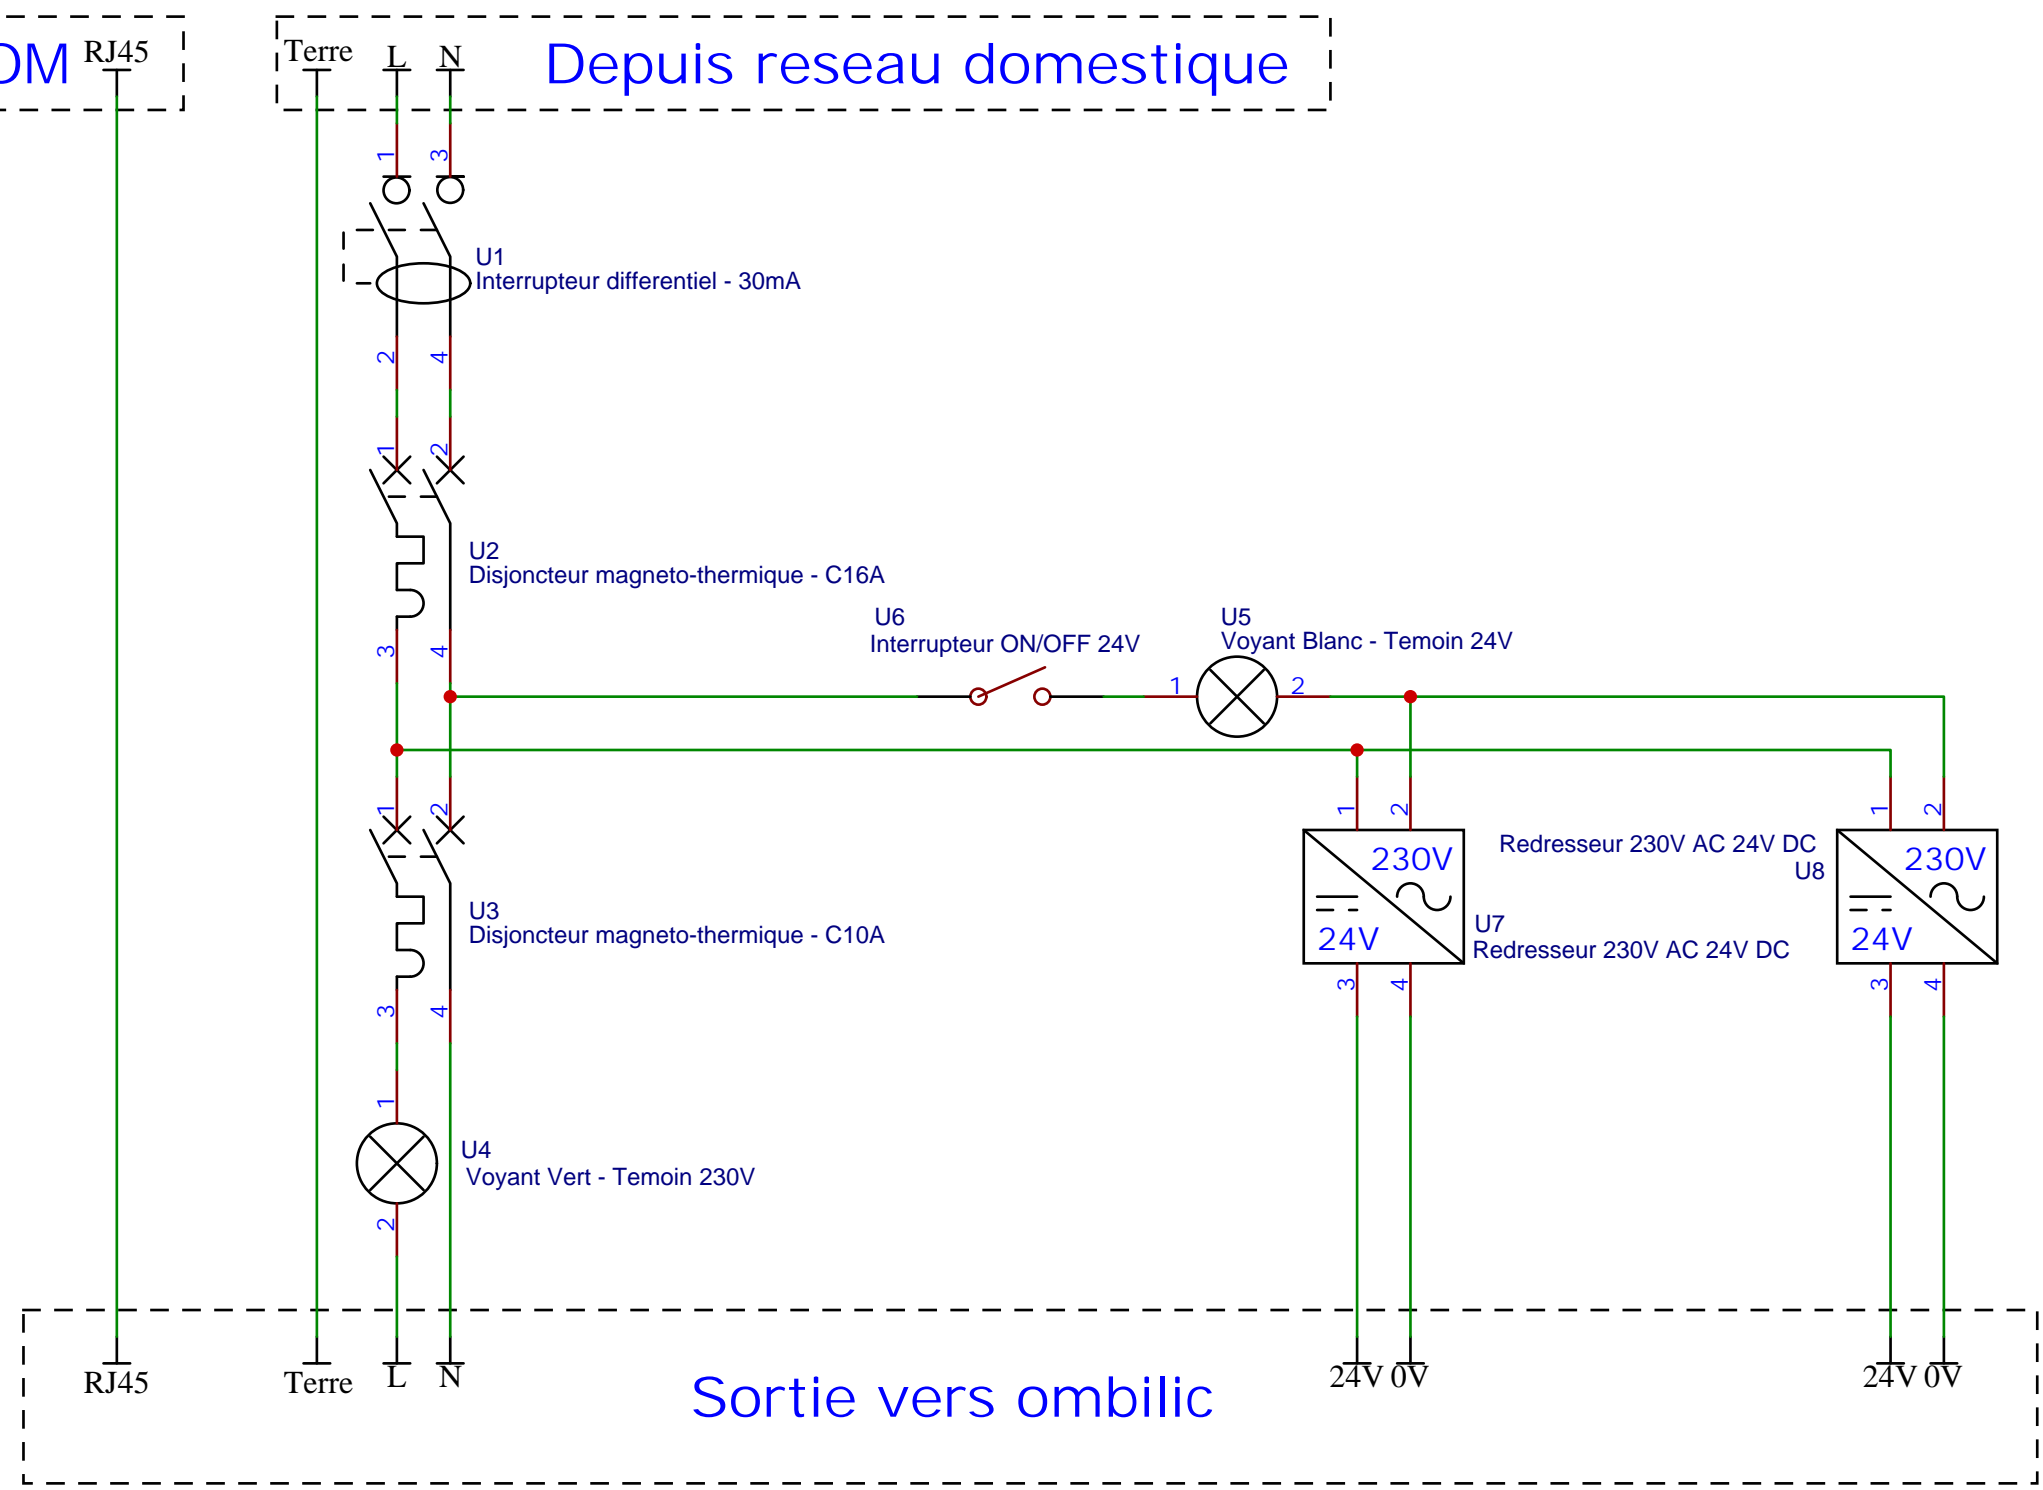 OM RJ45
Terre L N Depuis reseau domestique
1 3
U1
Interrupteur differentiel - 30mA
2 4
1 2
U2
Disjoncteur magneto-thermique - C16A
3 4
U6
Interrupteur ON/OFF 24V
U5
Voyant Blanc - Temoin 24V
1 2
1 2
1 2
1 2
230V
24V
U7
Redresseur 230V AC 24V DC
Redresseur 230V AC 24V DC
U8
230V
24V
U3
Disjoncteur magneto-thermique - C10A
3 4
3 4
3 4
1
U4
Voyant Vert - Temoin 230V
2
RJ45
Terre L N
Sortie vers ombilic
24V 0V
24V 0V